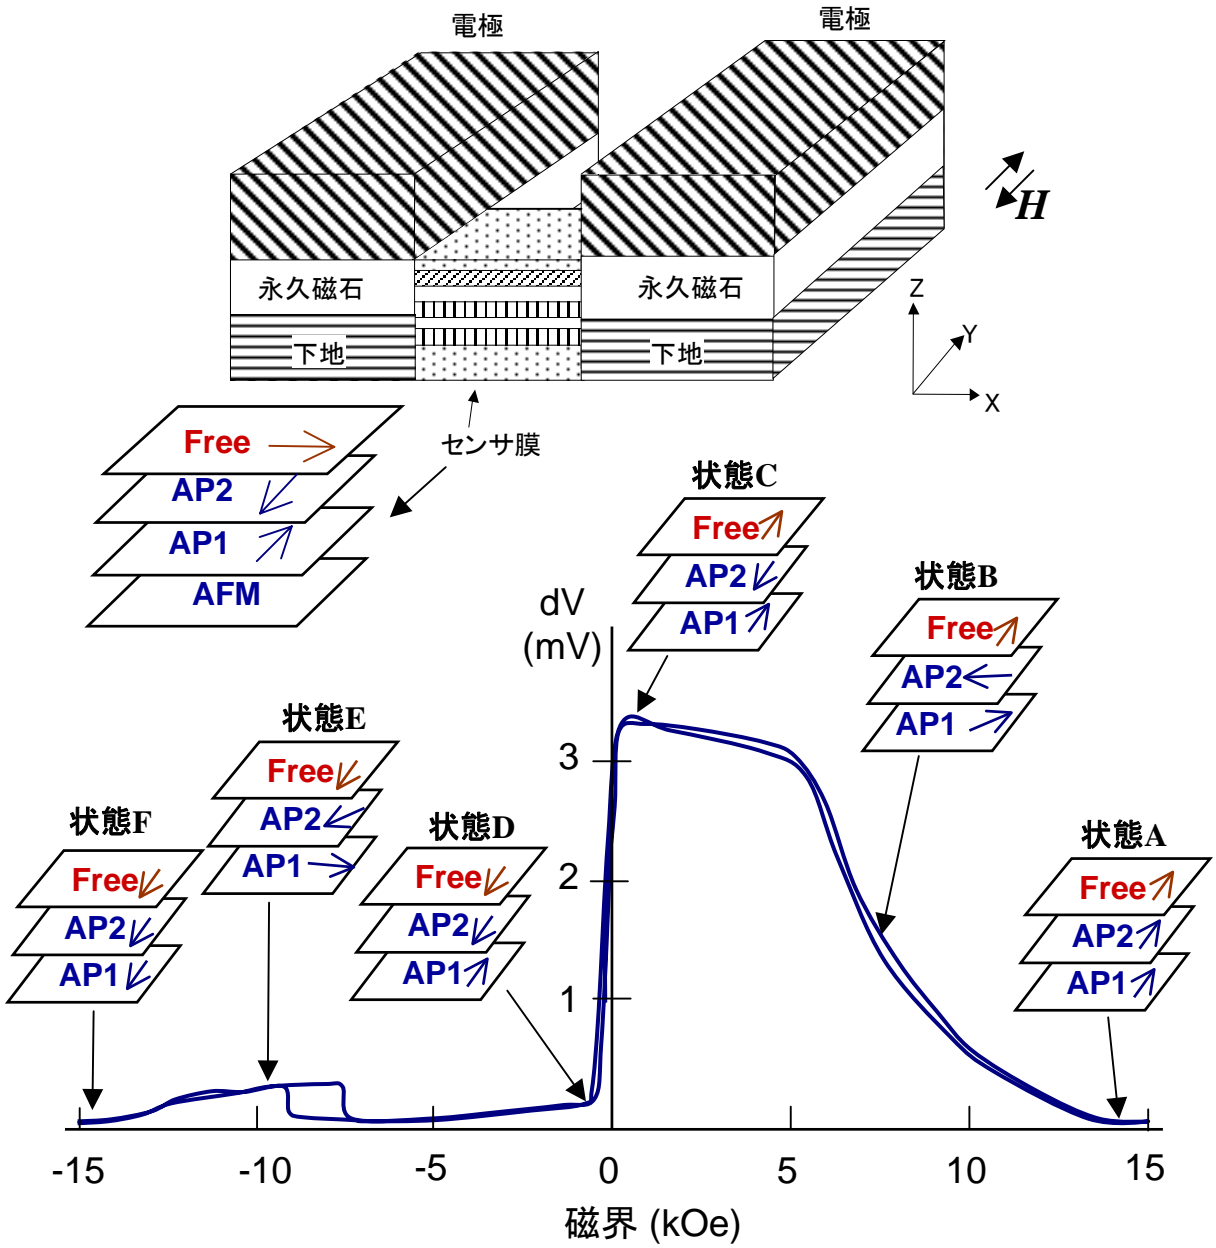 電極
電極
H
永久磁石
永久磁石
下地
下地
Z
Y
X
センサ膜
Free
AP2
AP1
AFM
状態C
Free
AP2
AP1
状態B
Free
AP2
AP1
dV
(mV)
状態E
Free
AP2
AP1
状態F
Free
AP2
AP1
状態D
Free
AP2
AP1
状態A
Free
AP2
AP1
3
2
1
-15
-10
-5
0
5
10
15
磁界 (kOe)